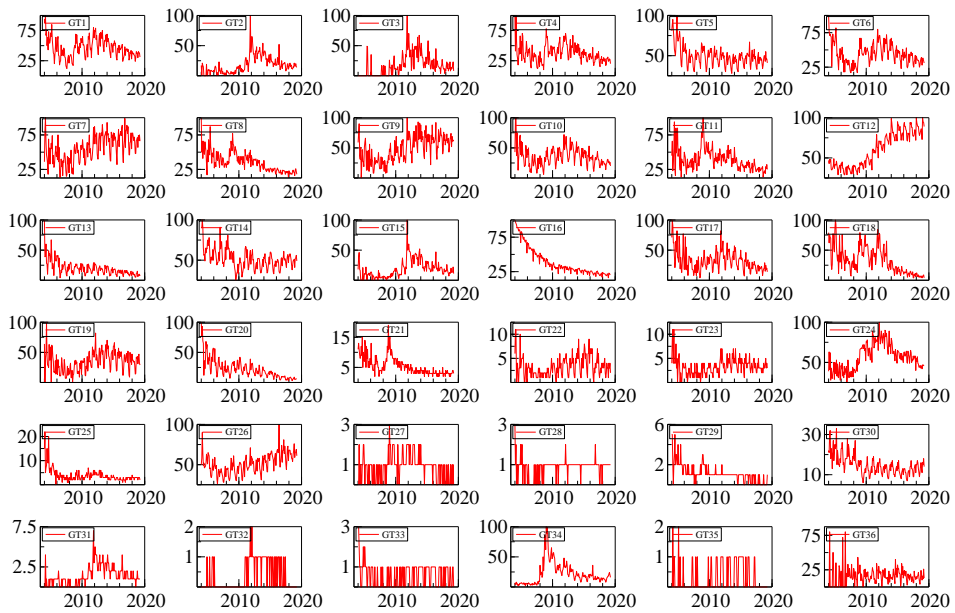 GT1
75
25
2010 2020
100 GT2
50
2010 2020
100 GT3
50
2010 2020
GT4
75
25
2010 2020
100 GT5
50
2010 2020
GT6
75
25
2010 2020
GT7
75
25
2010 2020
GT8
75
25
2010 2020
100 GT9
50
2010 2020
100 GT10
50
2010 2020
GT11
75
25
2010 2020
100 GT12
50
2010 2020
100 GT13
50
2010 2020
100 GT14
50
2010 2020
100 GT15
50
2010 2020
GT16
75
25
2010 2020
100 GT17
50
2010 2020
100 GT18
50
2010 2020
100 GT19
50
2010 2020
100 GT20
50
2010 2020
GT21
15
5
2010 2020
GT22
10
5
2010 2020
GT23
10
5
2010 2020
100 GT24
50
2010 2020
GT25
20
10
2010 2020
100 GT26
50
2010 2020
3 GT27
1
2010 2020
3 GT28
1
2010 2020
6 GT29
2
2010 2020
GT30
30
10
2010 2020
7.5 GT31
2.5
2010 2020
2 GT32
1
2010 2020
3 GT33
1
2010 2020
100 GT34
50
2010 2020
2 GT35
1
2010 2020
GT36
75
25
2010 2020